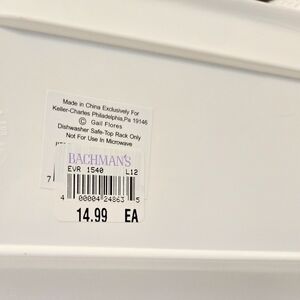 Made in China Exclusively For
Keller-Charles Philadelphia,Pa 19146
© Gail Flores
Dishwasher Safe-Top Rack Only
Not For Use In Microwave
BACHMAN'S
EVR 1540 L12
7
4 00004 24863 5
14.99 EA